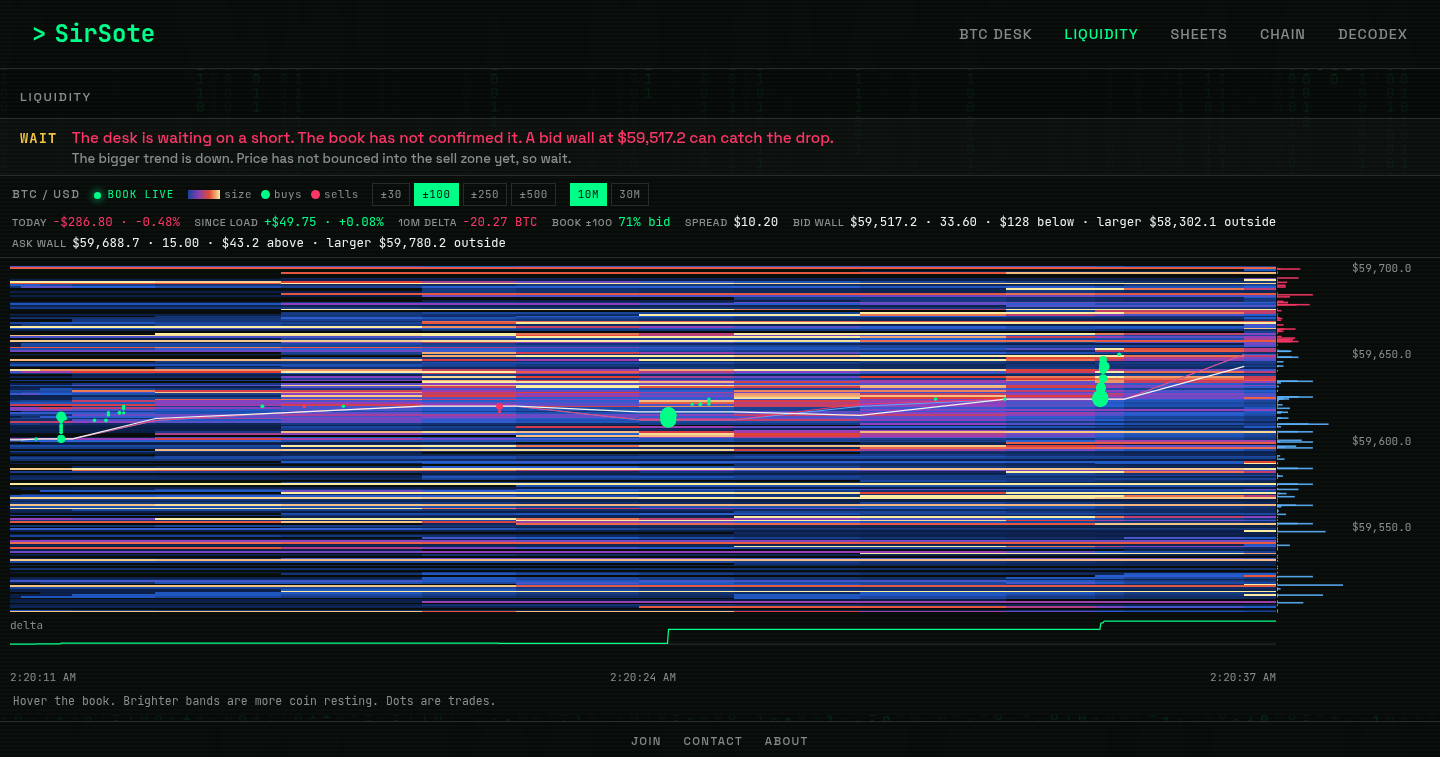 > SirSote
BTC DESK LIQUIDITY SHEETS CHAIN DECODEX
LIQUIDITY
WAIT The desk is waiting on a short. The book has not confirmed it. A bid wall at $59,517.2 can catch the drop.
The bigger trend is down. Price has not bounced into the sell zone yet, so wait.
BTC / USD BOOK LIVE size buys sells ±30 ±100 ±250 ±500 10M 30M
TODAY -$286.80 · -0.48% SINCE LOAD +$49.75 · +0.08% 10M DELTA -20.27 BTC BOOK ±100 71% bid SPREAD $10.20 BID WALL $59,517.2 · 33.60 · $128 below · larger $58,302.1 outside
ASK WALL $59,688.7 · 15.00 · $43.2 above · larger $59,780.2 outside
$59,700.0
$59,650.0
$59,600.0
$59,550.0
delta
2:20:11 AM 2:20:24 AM 2:20:37 AM
Hover the book. Brighter bands are more coin resting. Dots are trades.
JOIN CONTACT ABOUT